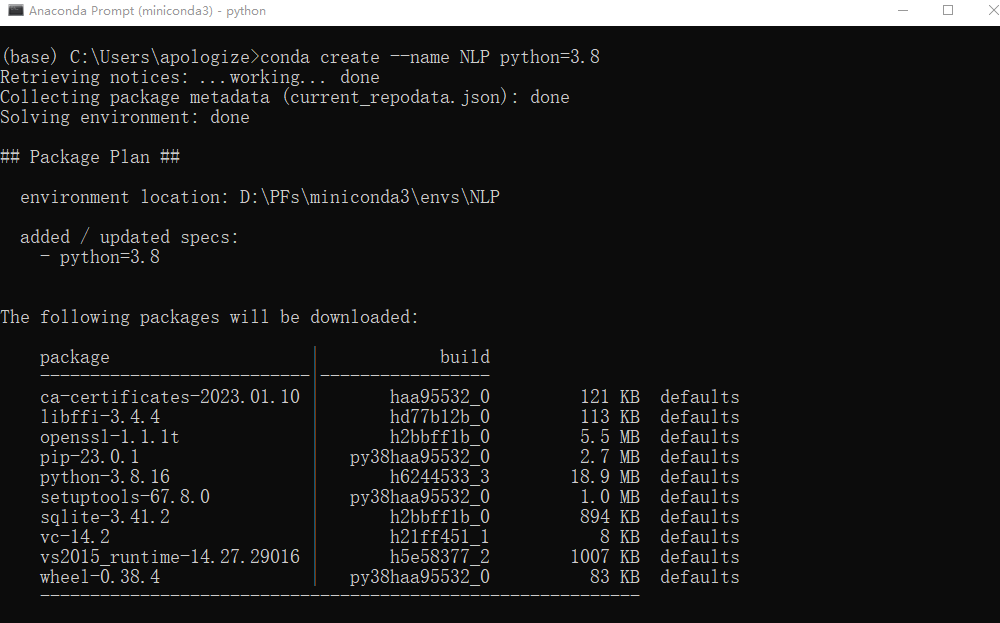 Anaconda Prompt (miniconda3) - python
(base) C:\Users\apologize>conda create --name NLP python=3.8
Retrieving notices: ...working... done
Collecting package metadata (current_repodata.json): done
Solving environment: done
## Package Plan ##
environment location: D:\PFs\miniconda3\envs\NLP
added / updated specs:
- python=3.8
The following packages will be downloaded:
package | build
---------------------------|-----------------
ca-certificates-2023.01.10 | haa95532_0 121 KB defaults
libffi-3.4.4 | hd77b12b_0 113 KB defaults
openssl-1.1.1t | h2bbff1b_0 5.5 MB defaults
pip-23.0.1 | py38haa95532_0 2.7 MB defaults
python-3.8.16 | h6244533_3 18.9 MB defaults
setuptools-67.8.0 | py38haa95532_0 1.0 MB defaults
sqlite-3.41.2 | h2bbff1b_0 894 KB defaults
vc-14.2 | h21ff451_1 8 KB defaults
vs2015_runtime-14.27.29016 | h5e58377_2 1007 KB defaults
wheel-0.38.4 | py38haa95532_0 83 KB defaults
------------------------------------------------------------